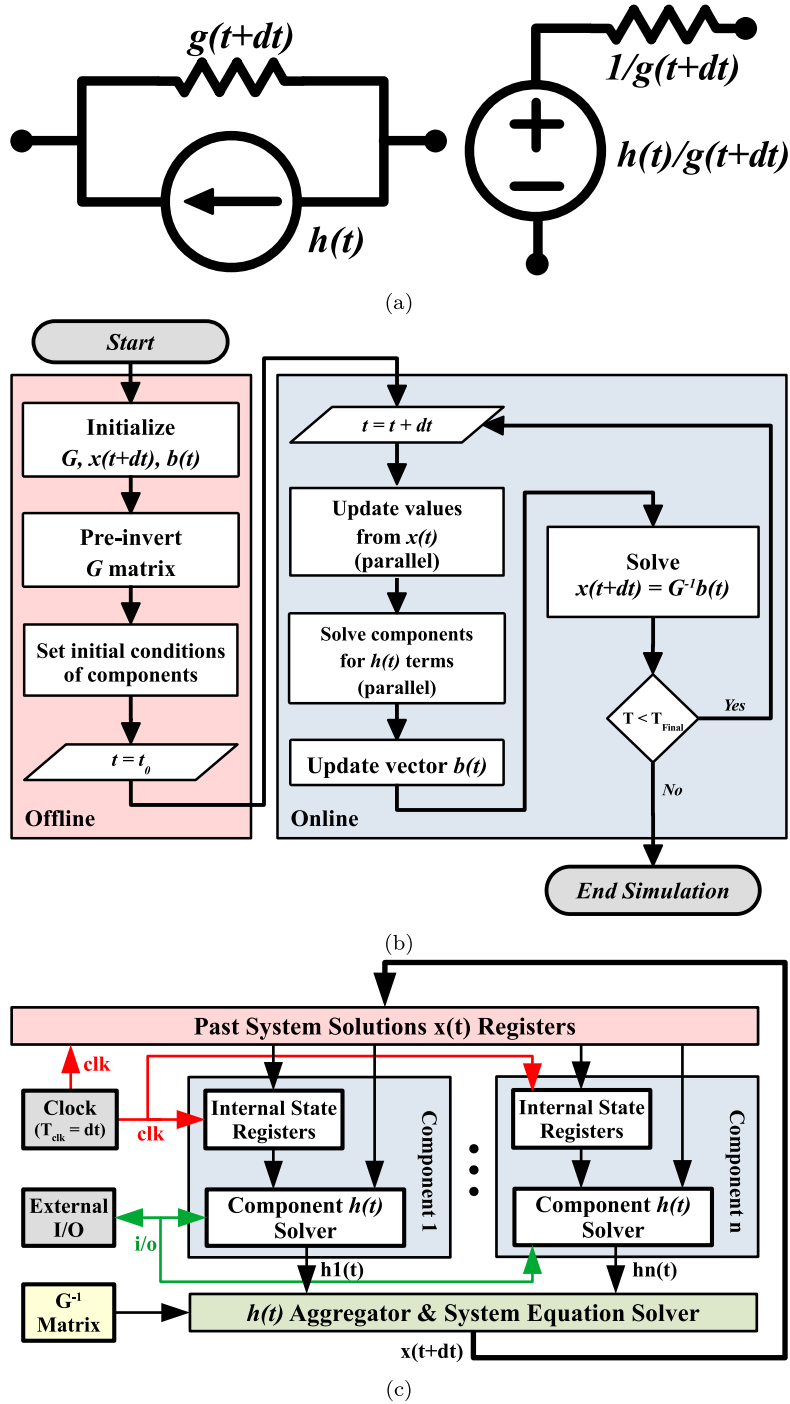 g(t+dt)
h(t)
1/g(t+dt)
h(t)/g(t+dt)
(a)
Start
Initialize
G, x(t+dt), b(t)
Pre-invert
G matrix
Set initial conditions
of components
t = t₀
Offline
t = t + dt
Update values
from x(t)
(parallel)
Solve components
for h(t) terms
(parallel)
Update vector b(t)
Online
Solve
x(t+dt) = G⁻¹b(t)
T < T_Final
Yes
No
End Simulation
(b)
Past System Solutions x(t) Registers
clk
Clock
(T_clk = dt)
clk
External
I/O
i/o
G⁻¹
Matrix
Internal State
Registers
Component h(t)
Solver
Component 1
h1(t)
Internal State
Registers
Component h(t)
Solver
Component n
hn(t)
h(t) Aggregator & System Equation Solver
x(t+dt)
(c)